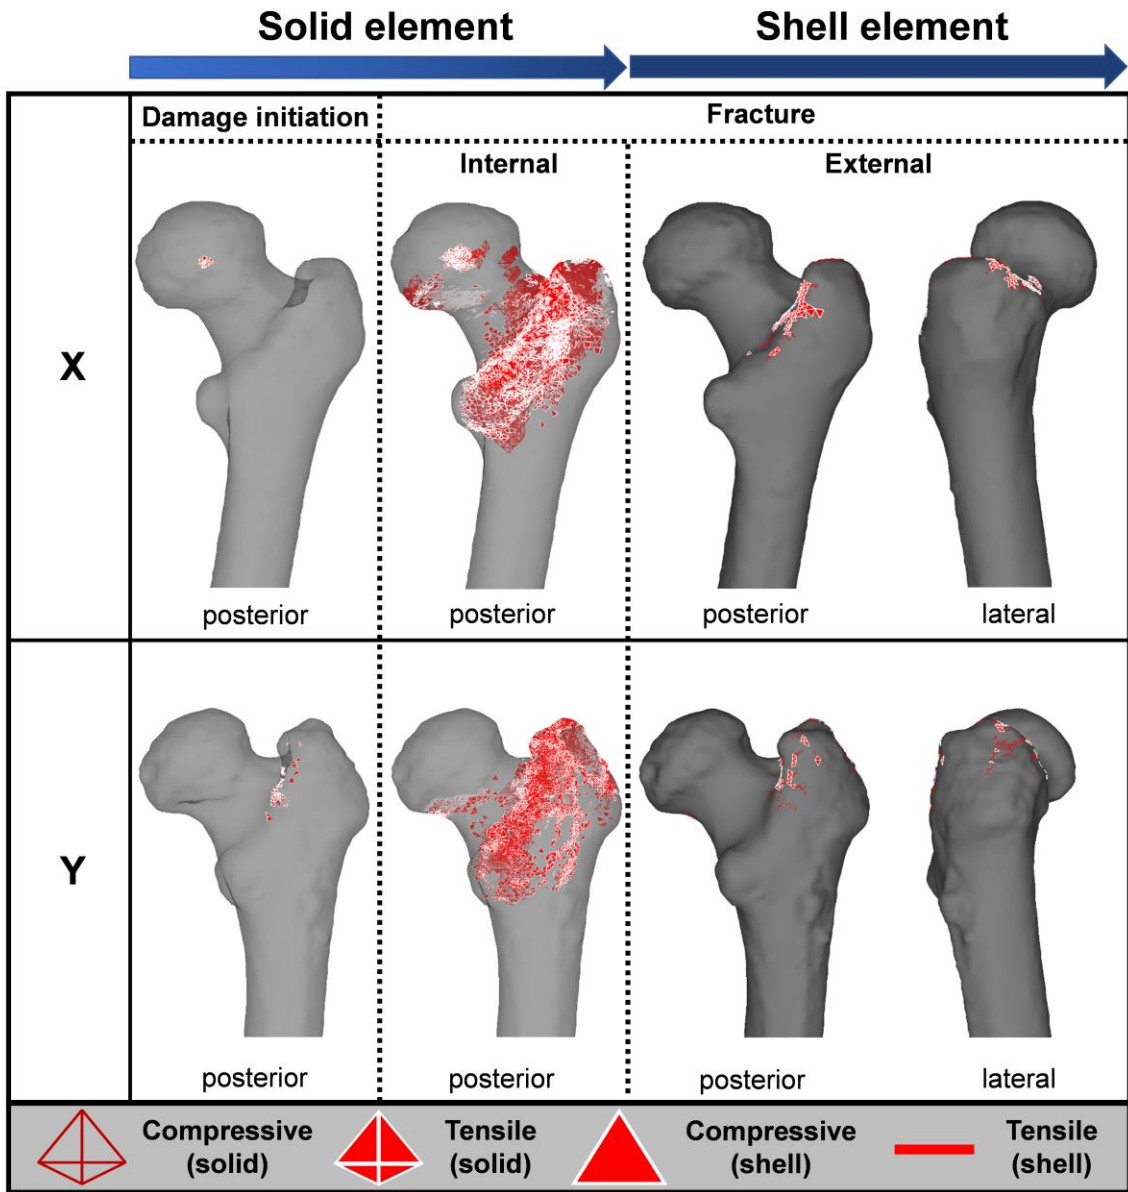 Solid element
Shell element
Damage initiation
Fracture
Internal
External
X
posterior
posterior
posterior
lateral
Y
posterior
posterior
posterior
lateral
Compressive
(solid)
Tensile
(solid)
Compressive
(shell)
Tensile
(shell)